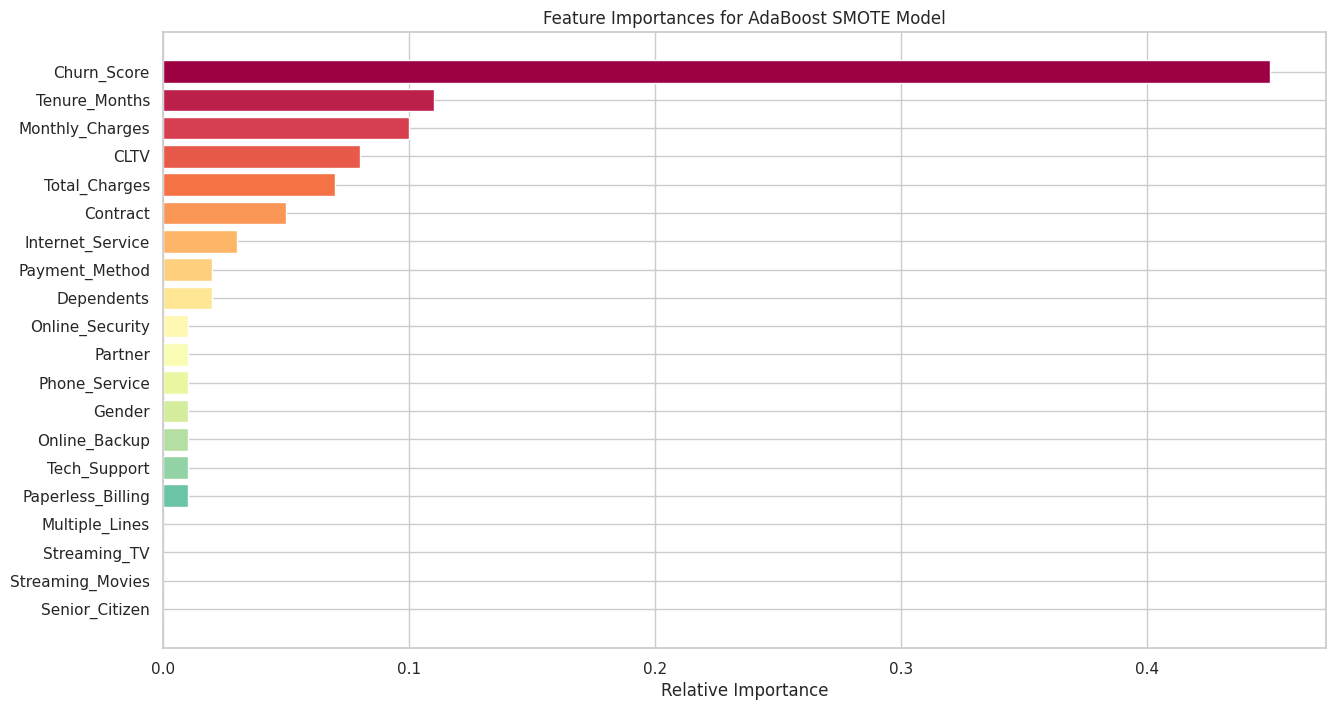 Feature Importances for AdaBoost SMOTE Model
Churn_Score
Tenure_Months
Monthly_Charges
CLTV
Total_Charges
Contract
Internet_Service
Payment_Method
Dependents
Online_Security
Partner
Phone_Service
Gender
Online_Backup
Tech_Support
Paperless_Billing
Multiple_Lines
Streaming_TV
Streaming_Movies
Senior_Citizen
0.0 0.1 0.2 0.3 0.4
Relative Importance